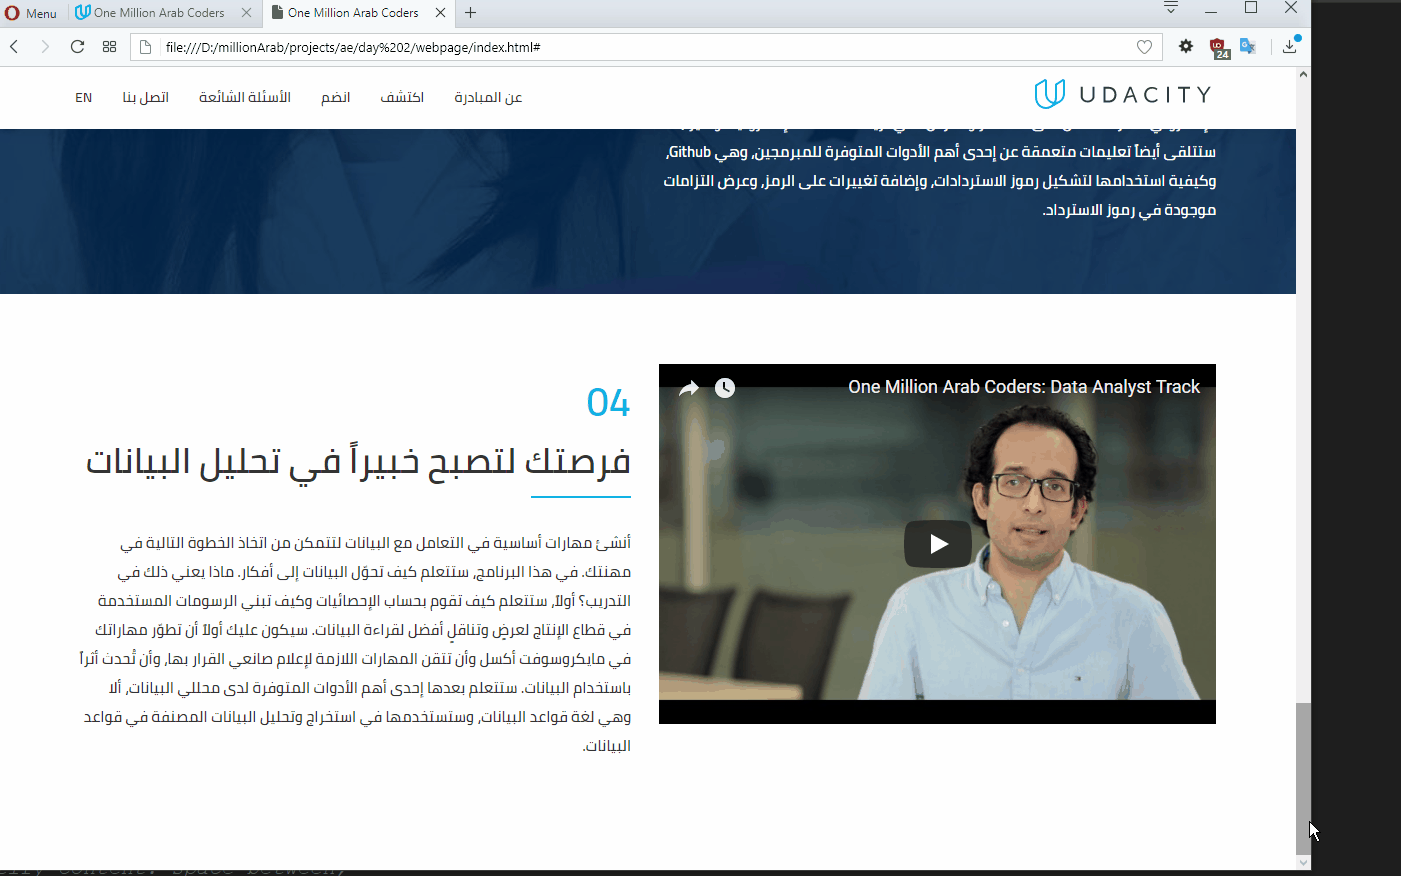 Menu
One Million Arab Coders
One Million Arab Coders
file:///D:/millionArab/projects/ae/day%202/webpage/index.html#
24
UDACITY
عن المبادرة
اكتشف
انضم
الأسئلة الشائعة
اتصل بنا
EN
ستتلقى أيضاً تعليمات متعمقة عن إحدى أهم الأدوات المتوفرة للمبرمجين، وهي Github،
وكيفية استخدامها لتشكيل رموز الاستردادات، وإضافة تغييرات على الرمز، وعرض التزامات
موجودة في رموز الاسترداد.
One Million Arab Coders: Data Analyst Track
04
فرصتك لتصبح خبيراً في تحليل البيانات
أنشئ مهارات أساسية في التعامل مع البيانات لتتمكن من اتخاذ الخطوة التالية في
مهنتك. في هذا البرنامج، ستتعلم كيف تحوّل البيانات إلى أفكار. ماذا يعني ذلك في
التدريب؟ أولاً، ستتعلم كيف تقوم بحساب الإحصائيات وكيف تبني الرسومات المستخدمة
في قطاع الإنتاج لعرضٍ وتناقلٍ أفضل لقراءة البيانات. سيكون عليك أولاً أن تطوّر مهاراتك
في مايكروسوفت أكسل وأن تتقن المهارات اللازمة لإعلام صانعي القرار بها، وأن تُحدث أثراً
باستخدام البيانات. ستتعلم بعدها إحدى أهم الأدوات المتوفرة لدى محللي البيانات، ألا
وهي لغة قواعد البيانات، وستستخدمها في استخراج وتحليل البيانات المصنفة في قواعد
البيانات.